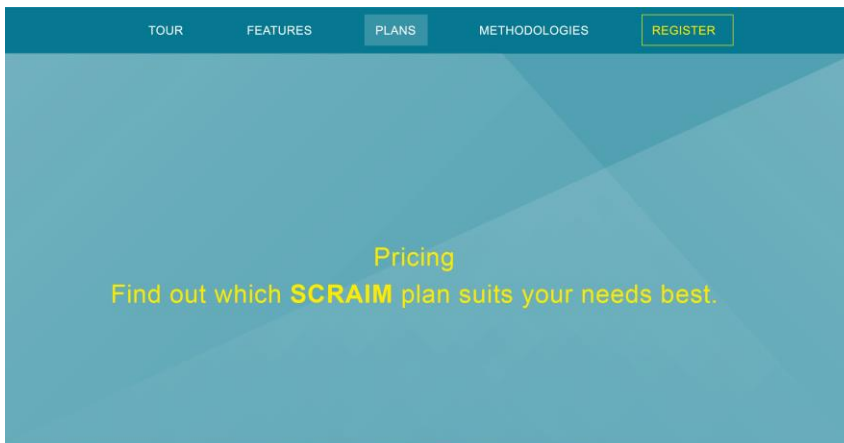 TOUR FEATURES PLANS METHODOLOGIES REGISTER
Pricing
Find out which SCRAIM plan suits your needs best.